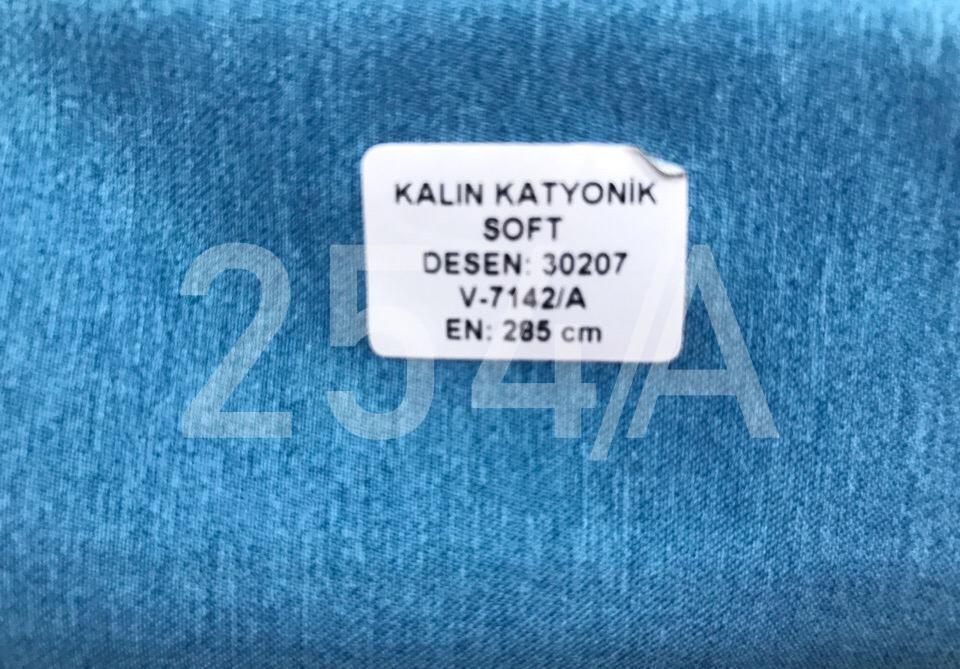 KALIN KATYONİK
SOFT
DESEN: 30207
V-7142/A
EN: 285 cm
254/A